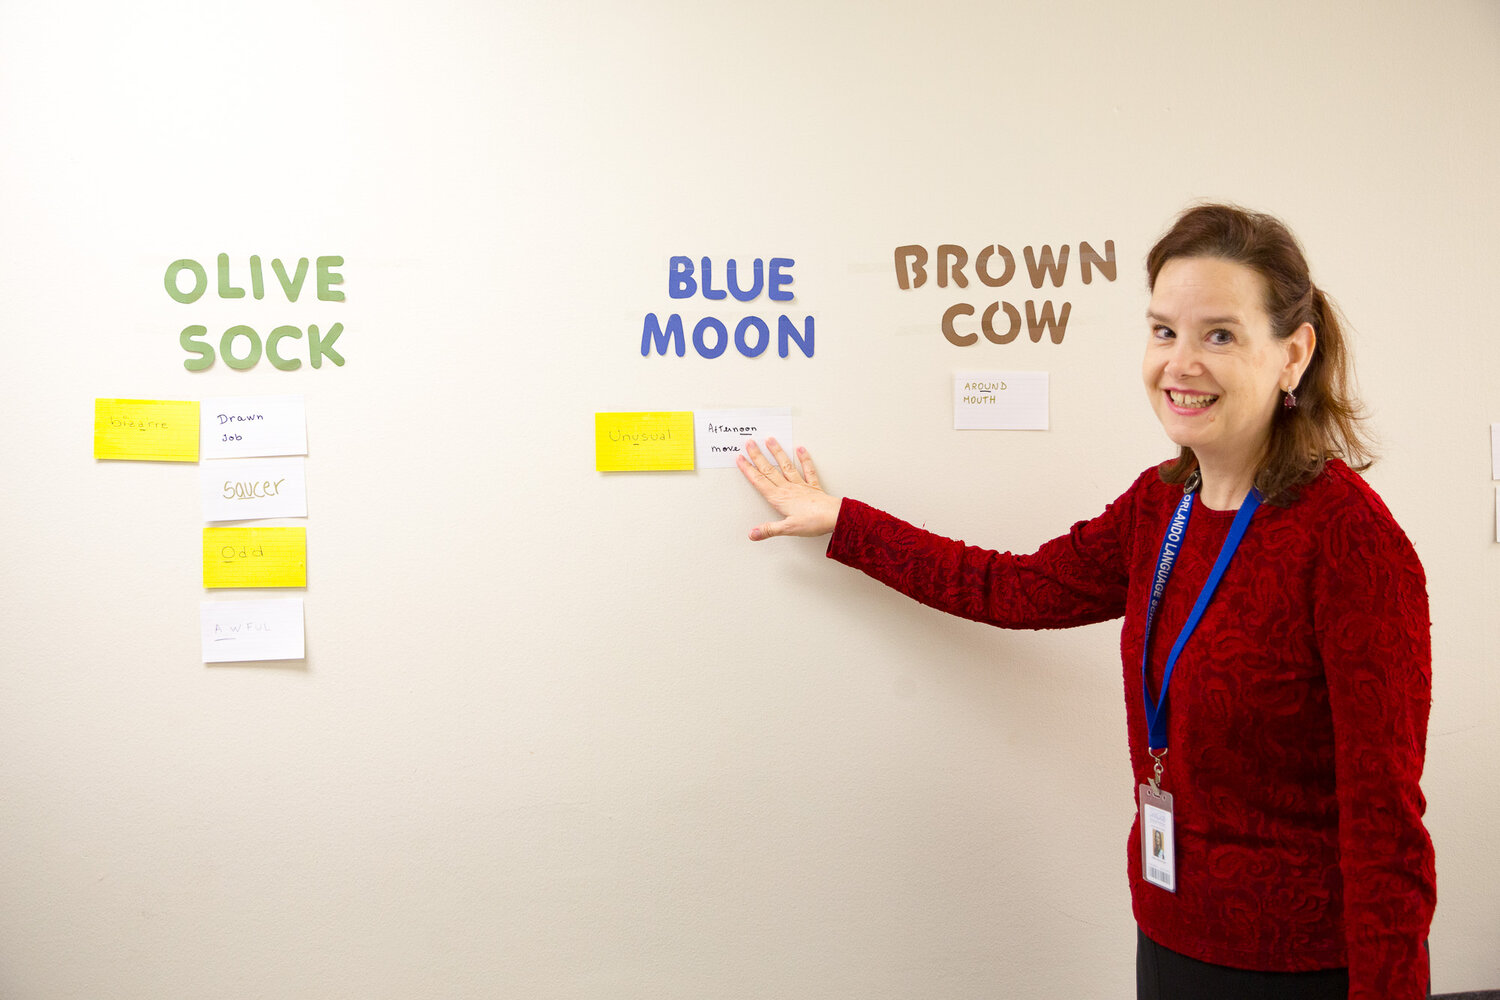 OLIVE
SOCK
bizarre
Drawn
Job
Saucer
Odd
AWFUL
BLUE
MOON
Unusual
Afternoon
move
BROWN
COW
AROUND
MOUTH
ORLANDO LANGUAGE